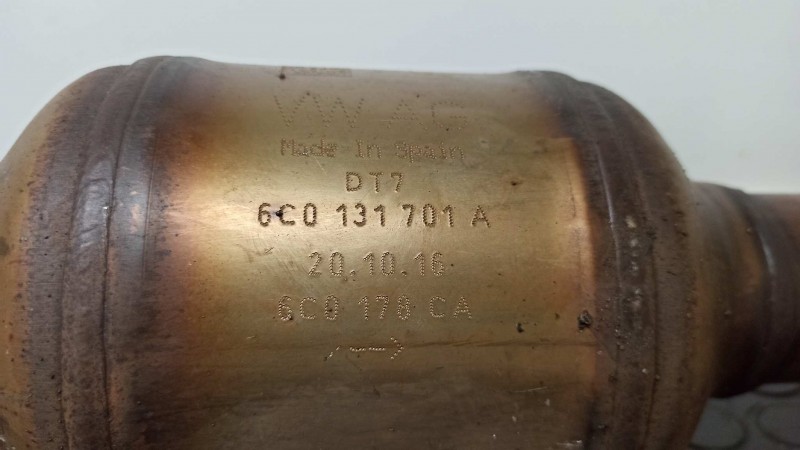 VW AG
Made In Spain
DT7
6C0 131 701 A
20.10.16
6C0 178 CA